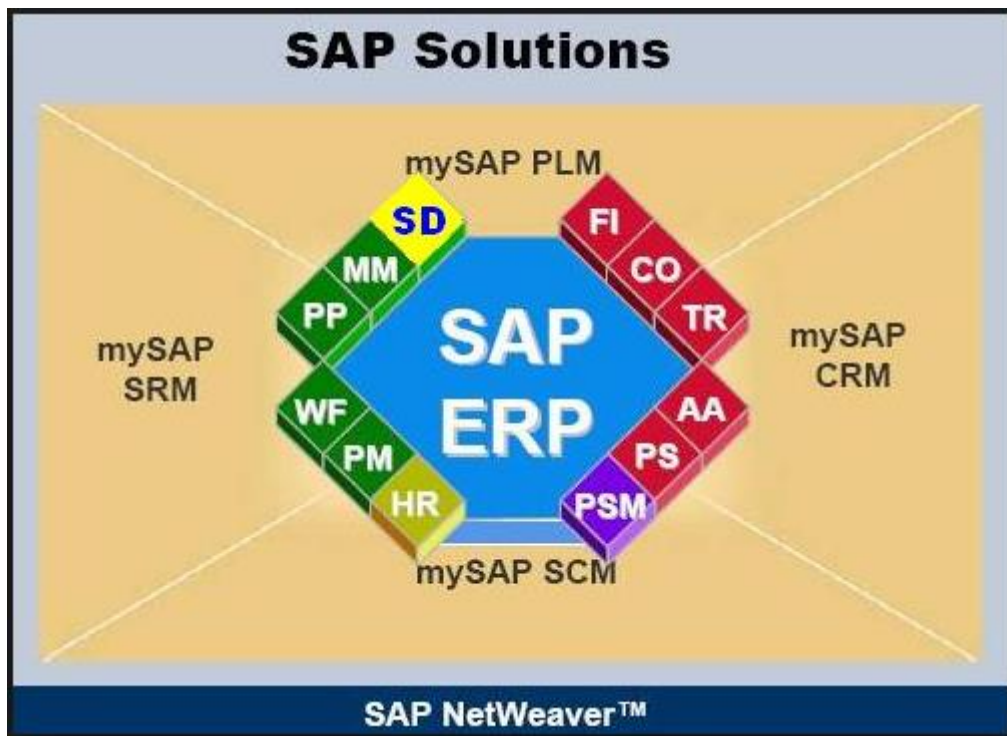 SAP Solutions
mySAP PLM
SD
MM
PP
FI
CO
TR
mySAP
SRM
SAP
ERP
mySAP
CRM
WF
PM
HR
AA
PS
PSM
mySAP SCM
SAP NetWeaver™